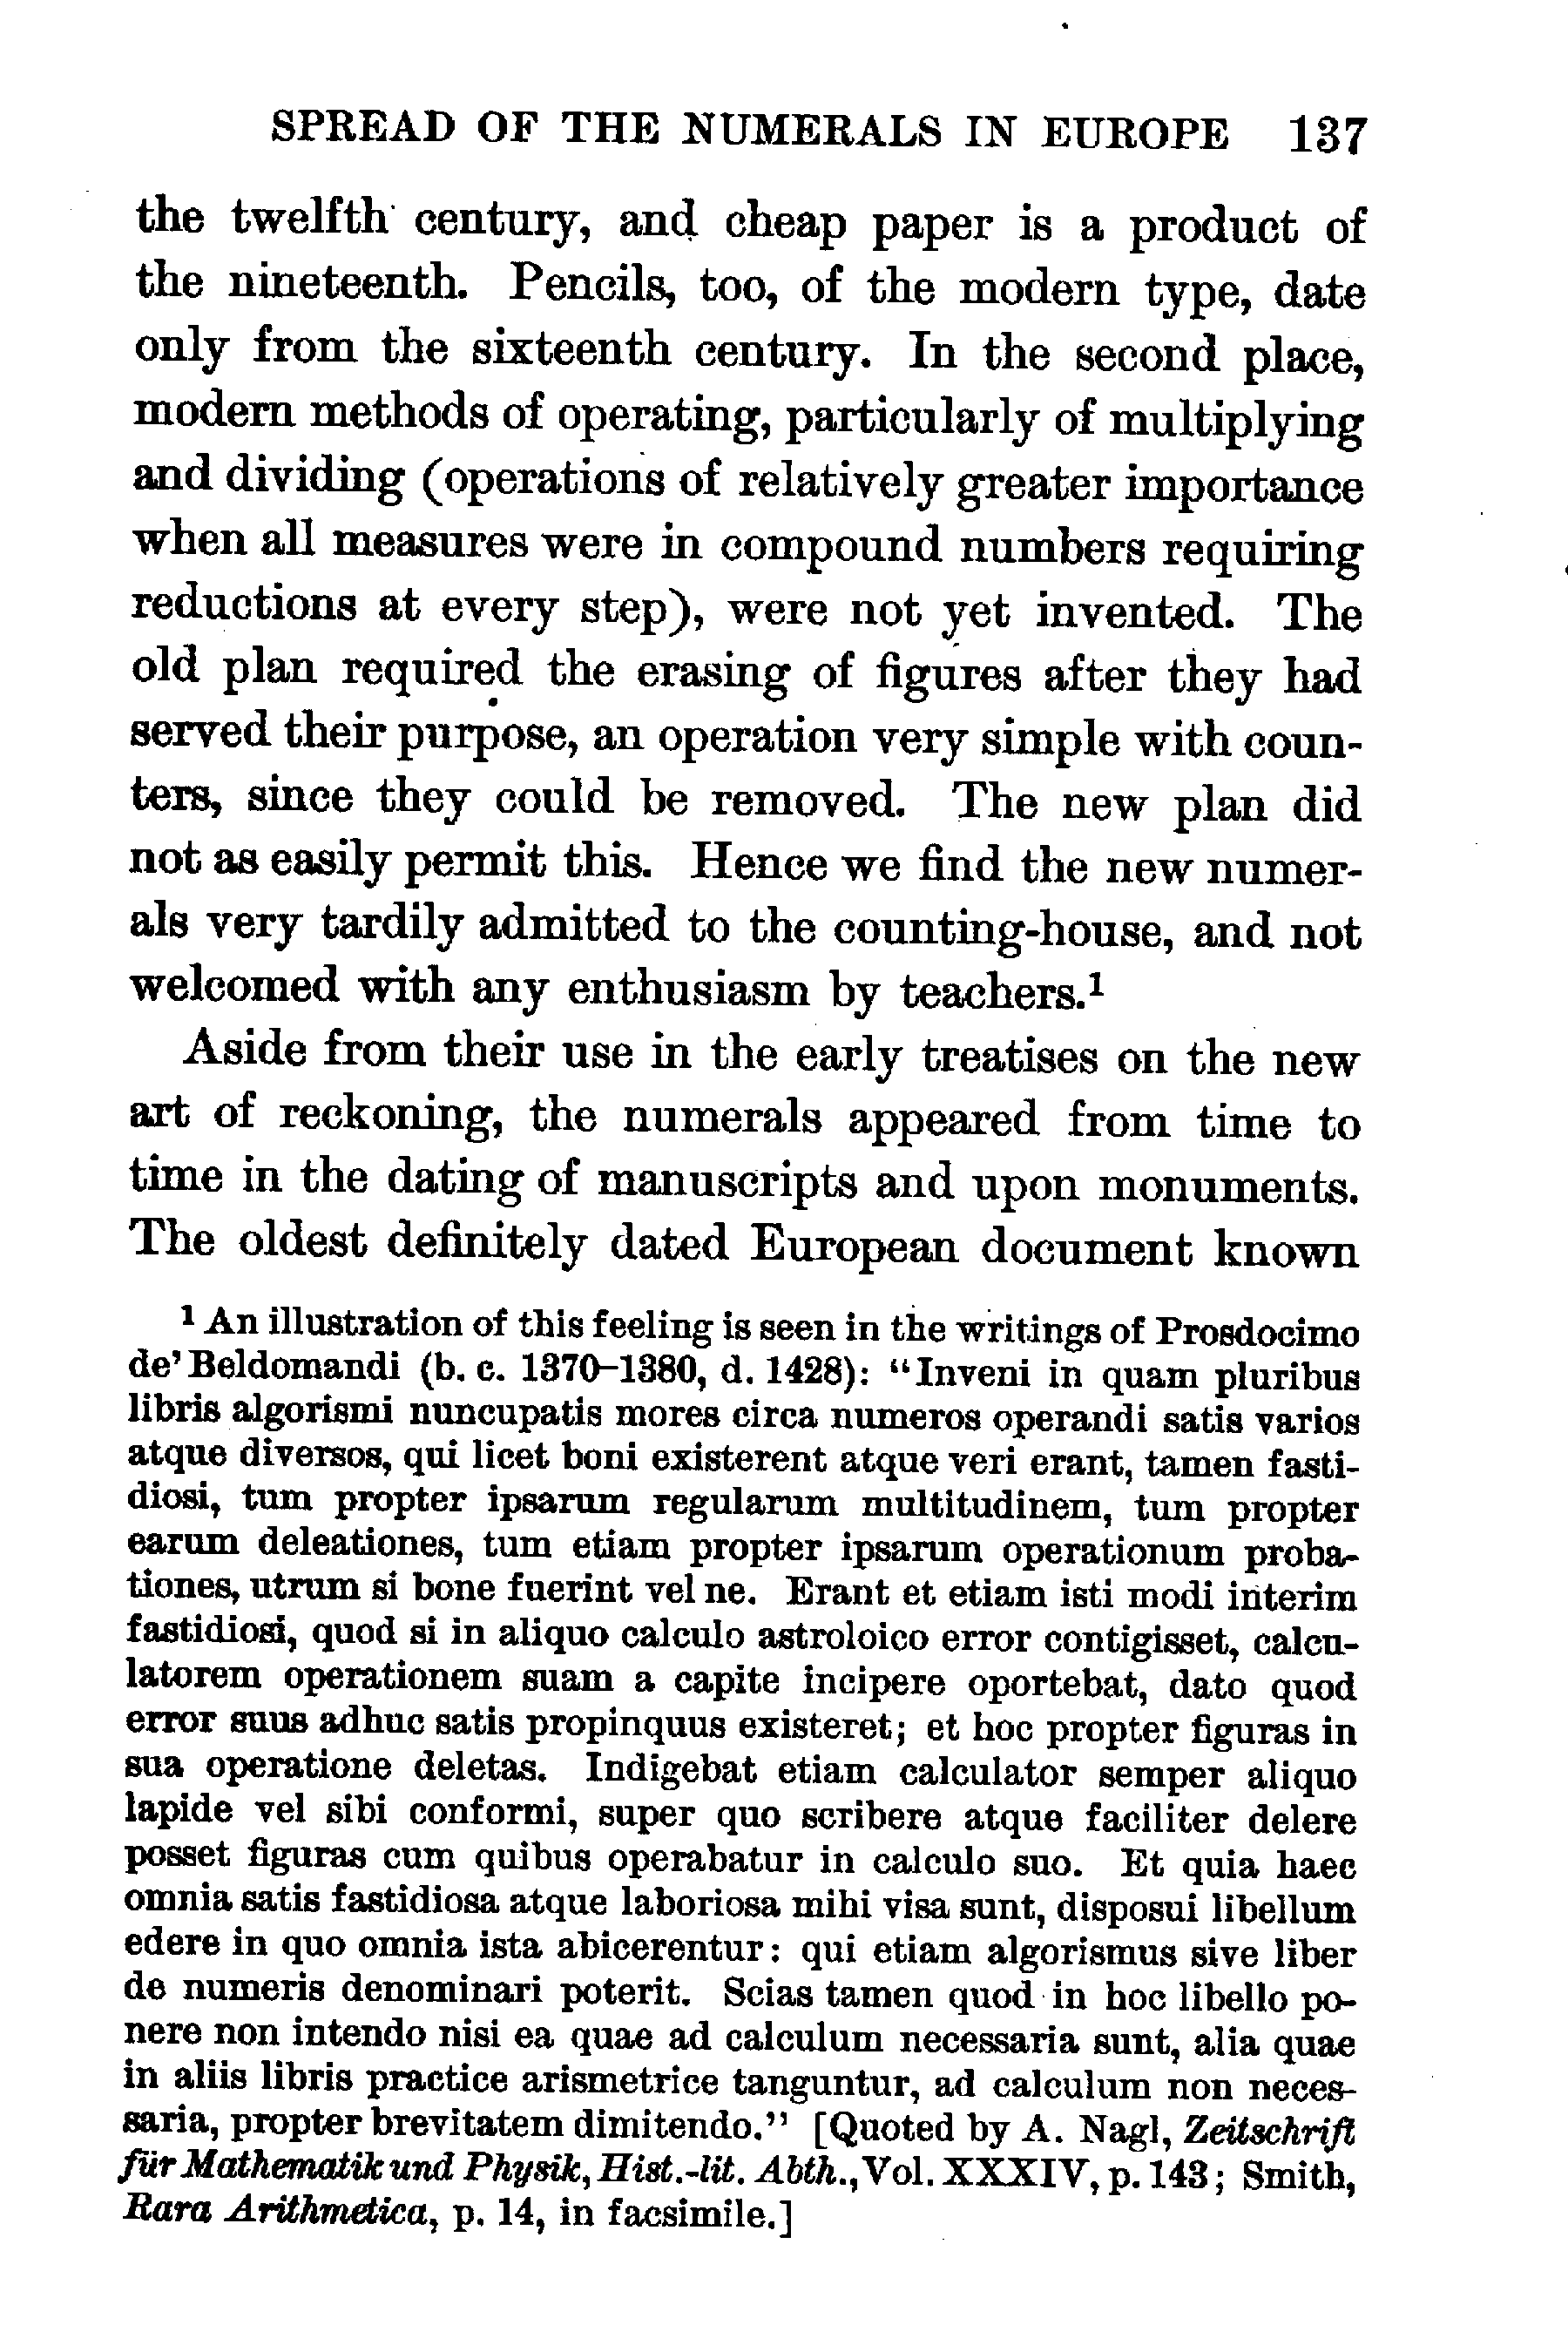 SPREAD OF THE NUMERALS IN EUROPE 137
the twelfth century, and cheap paper is a product of
the nineteenth. Pencils, too, of the modern type, date
only from the sixteenth century. In the second place,
modern methods of operating, particularly of multiplying
and dividing (operations of relatively greater importance
when all measures were in compound numbers requiring
reductions at every step), were not yet invented. The
old plan required the erasing of figures after they had
served their purpose, an operation very simple with coun-
ters, since they could be removed. The new plan did
not as easily permit this. Hence we find the new numer-
als very tardily admitted to the counting-house, and not
welcomed with any enthusiasm by teachers.¹
Aside from their use in the early treatises on the new
art of reckoning, the numerals appeared from time to
time in the dating of manuscripts and upon monuments.
The oldest definitely dated European document known
¹ An illustration of this feeling is seen in the writings of Prosdocimo
de' Beldomandi (b. c. 1370–1380, d. 1428): "Inveni in quam pluribus
libris algorismi nuncupatis mores circa numeros operandi satis varios
atque diversos, qui licet boni existerent atque veri erant, tamen fasti-
diosi, tum propter ipsarum regularum multitudinem, tum propter
earum deleationes, tum etiam propter ipsarum operationum proba-
tiones, utrum si bone fuerint vel ne. Erant et etiam isti modi interim
fastidiosi, quod si in aliquo calculo astroloico error contigisset, calcu-
latorem operationem suam a capite incipere oportebat, dato quod
error suus adhuc satis propinquus existeret; et hoc propter figuras in
sua operatione deletas. Indigebat etiam calculator semper aliquo
lapide vel sibi conformi, super quo scribere atque faciliter delere
posset figuras cum quibus operabatur in calculo suo. Et quia haec
omnia satis fastidiosa atque laboriosa mihi visa sunt, disposui libellum
edere in quo omnia ista abicerentur: qui etiam algorismus sive liber
de numeris denominari poterit. Scias tamen quod in hoc libello po-
nere non intendo nisi ea quae ad calculum necessaria sunt, alia quae
in aliis libris practice arismetrice tanguntur, ad calculum non neces-
saria, propter brevitatem dimitendo." [Quoted by A. Nagl, Zeitschrift
für Mathematik und Physik, Hist.-lit. Abth., Vol. XXXIV, p. 143; Smith,
Rara Arithmetica, p. 14, in facsimile.]